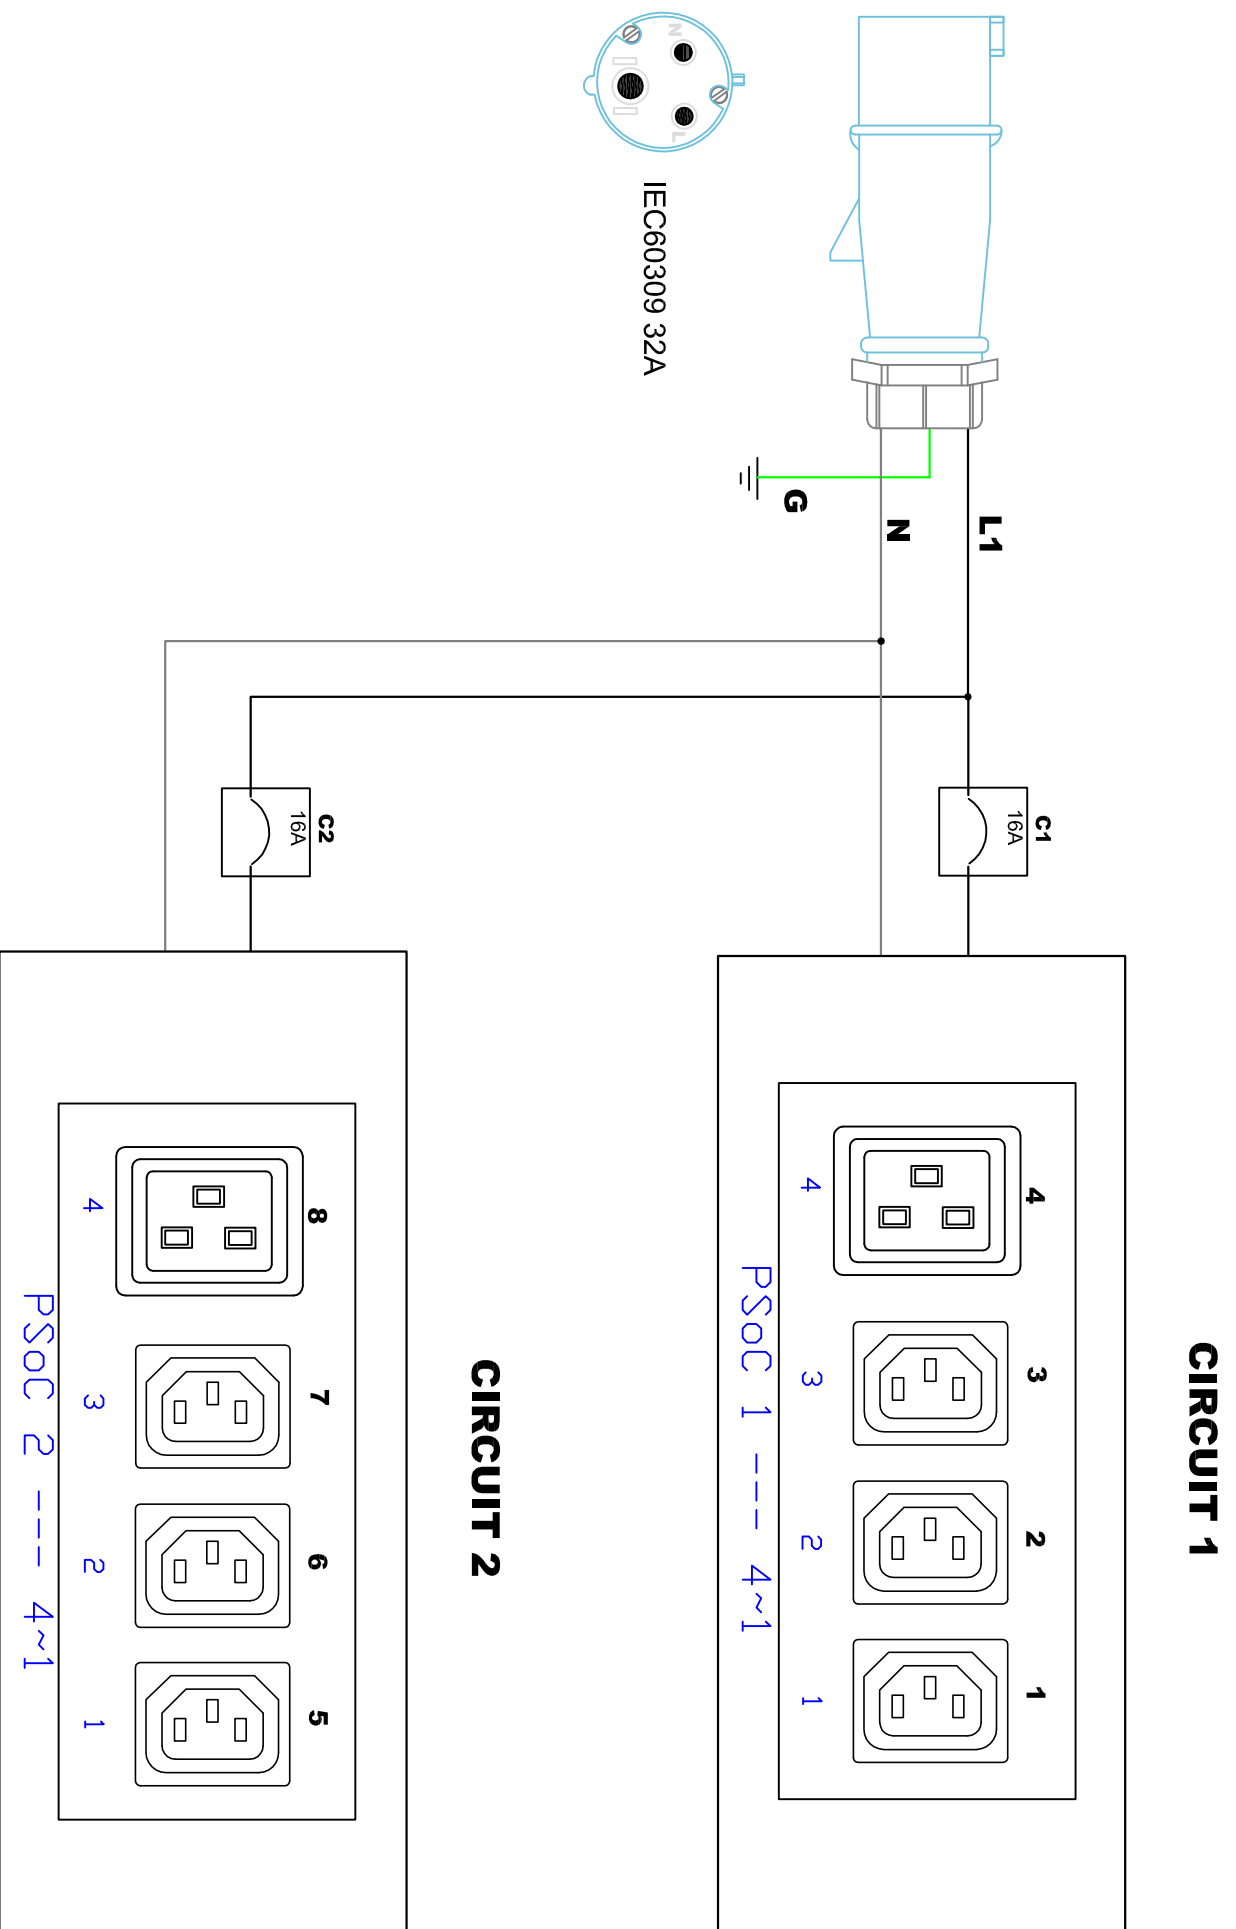 N
L
IEC60309 32A
L1
N
G
C1
16A
C2
16A
CIRCUIT 1
4
3
2
1
4
3
2
1
PSoC 1 --- 4~1
CIRCUIT 2
8
7
6
5
4
3
2
1
PSoC 2 --- 4~1